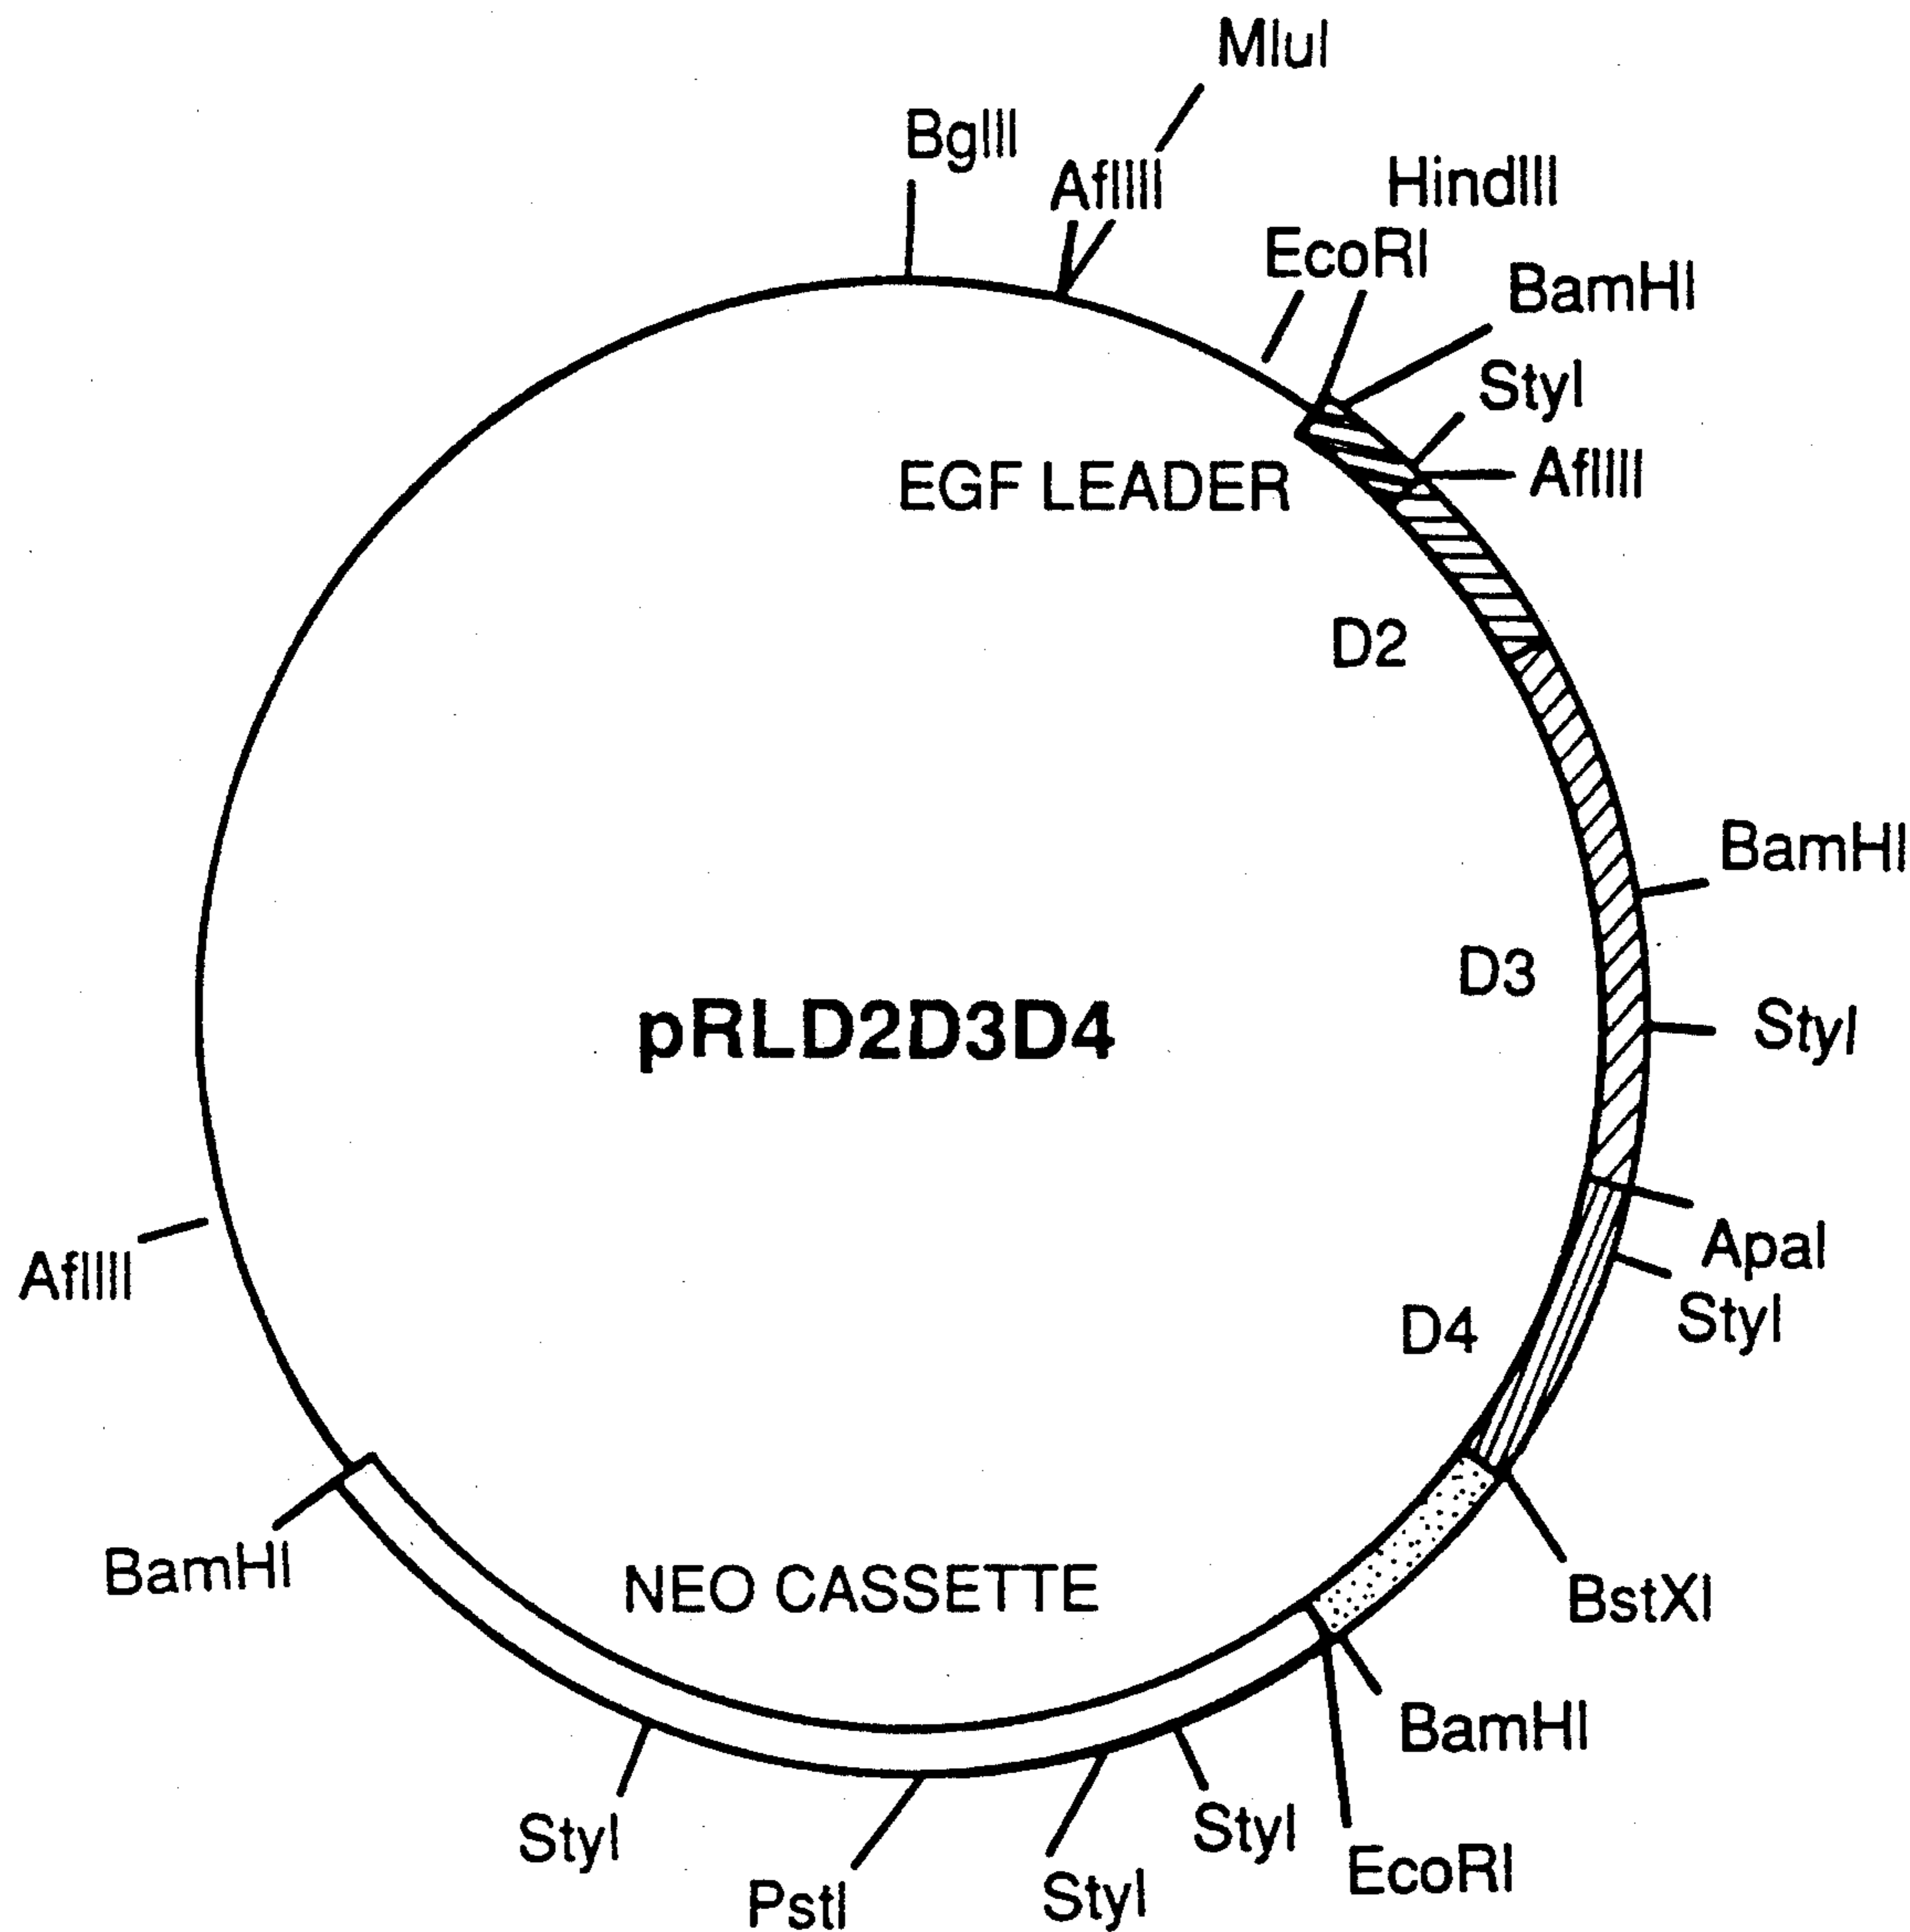 MluI
BglII
AflIII
HindIII
EcoRI
BamHI
StyI
AflIII
EGF LEADER
D2
BamHI
D3
pRLD2D3D4
StyI
ApaI
AflIII
StyI
D4
BamHI
NEO CASSETTE
BstXI
BamHI
StyI
StyI
EcoRI
PstI
StyI